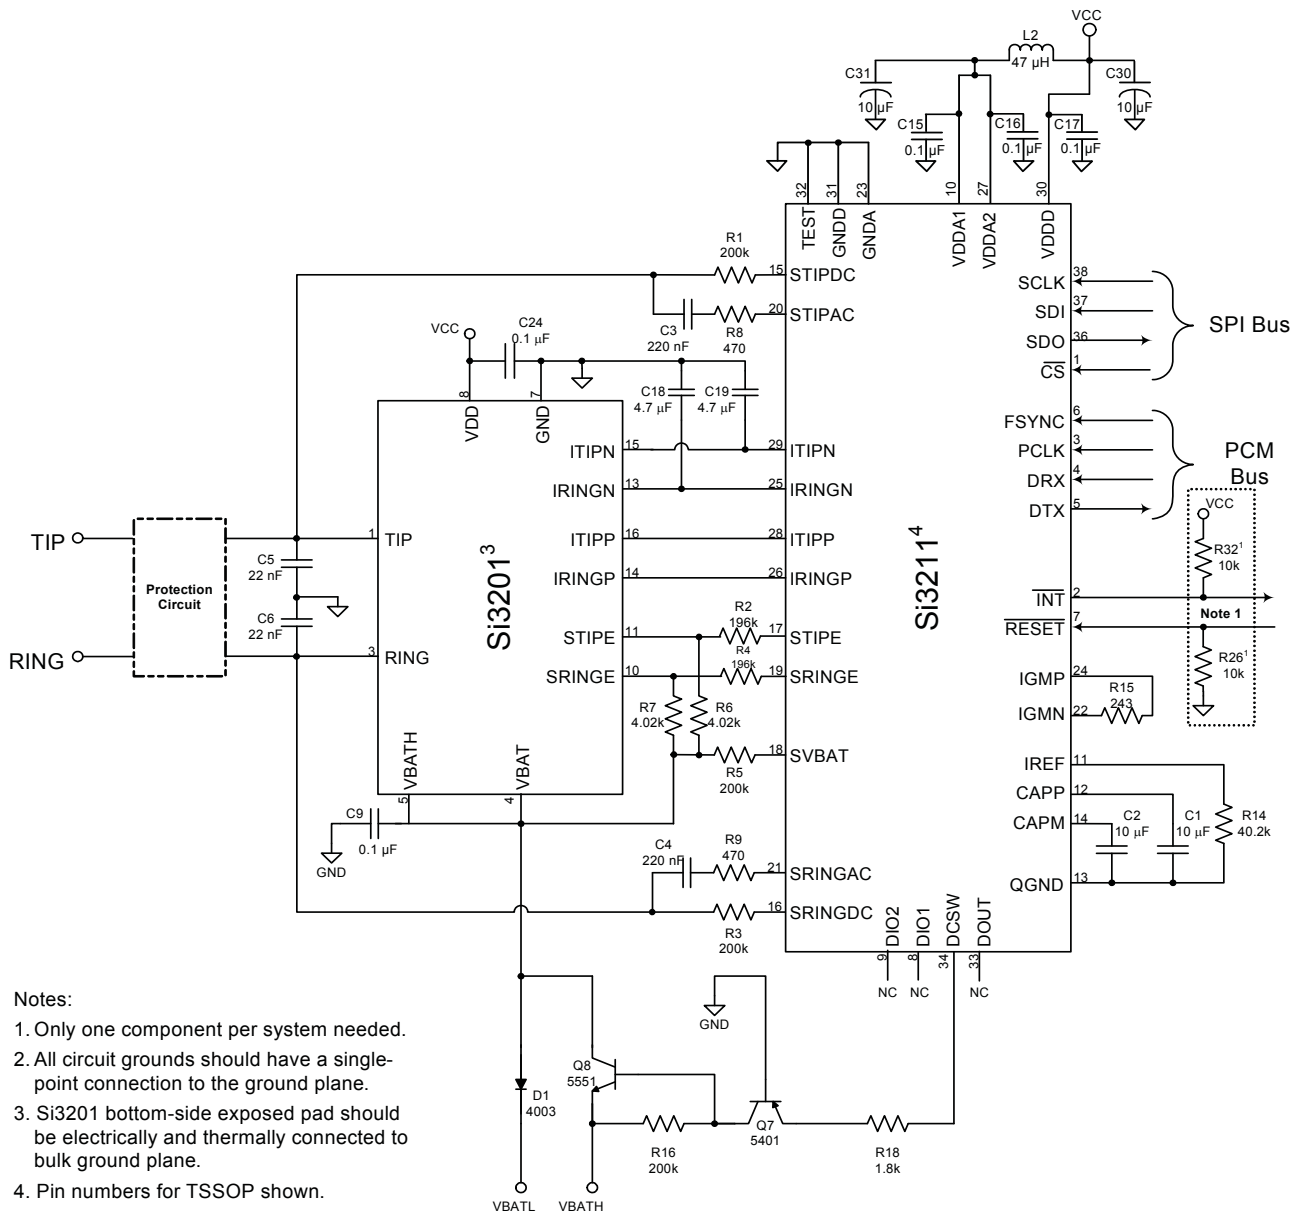 VCC
L2
47 µH
C31
10 µF
C30
10 µF
C15
0.1 µF
C16
0.1 µF
C17
0.1 µF
32
31
23
10
27
30
TEST
GNDD
GNDA
VDDA1
VDDA2
VDDD
R1
200k
15
STIPDC
C3
220 nF
R8
470
20
STIPAC
38
SCLK
37
SDI
36
SDO
1
CS
SPI Bus
VCC
C24
0.1 µF
8
VDD
7
GND
C18
4.7 µF
C19
4.7 µF
6
FSYNC
3
PCLK
4
DRX
5
DTX
PCM
Bus
ITIPN
15
29
ITIPN
IRINGN
13
25
IRINGN
ITIPP
16
28
ITIPP
IRINGP
14
26
IRINGP
STIPE
11
R2
196k
17
STIPE
SRINGE
10
R4
196k
19
SRINGE
R7
4.02k
R6
4.02k
R5
200k
18
SVBAT
TIP
RING
Protection
Circuit
C5
22 nF
C6
22 nF
1
TIP
3
RING
Si3201³
Si3211⁴
VCC
R32¹
10k
INT
2
Note 1
RESET
7
R26¹
10k
IGMP
24
R15
243
IGMN
22
IREF
11
CAPP
12
CAPM
14
C2
10 µF
C1
10 µF
R14
40.2k
QGND
13
VBATH
5
VBAT
4
C9
0.1 µF
GND
C4
220 nF
R9
470
21
SRINGAC
R3
200k
16
SRINGDC
DIO2
DIO1
DCSW
DOUT
9
8
34
33
NC
NC
NC
GND
Q8
5551
D1
4003
R16
200k
Q7
5401
R18
1.8k
VBATL
VBATH
Notes:
1. Only one component per system needed.
2. All circuit grounds should have a single-
point connection to the ground plane.
3. Si3201 bottom-side exposed pad should
be electrically and thermally connected to
bulk ground plane.
4. Pin numbers for TSSOP shown.